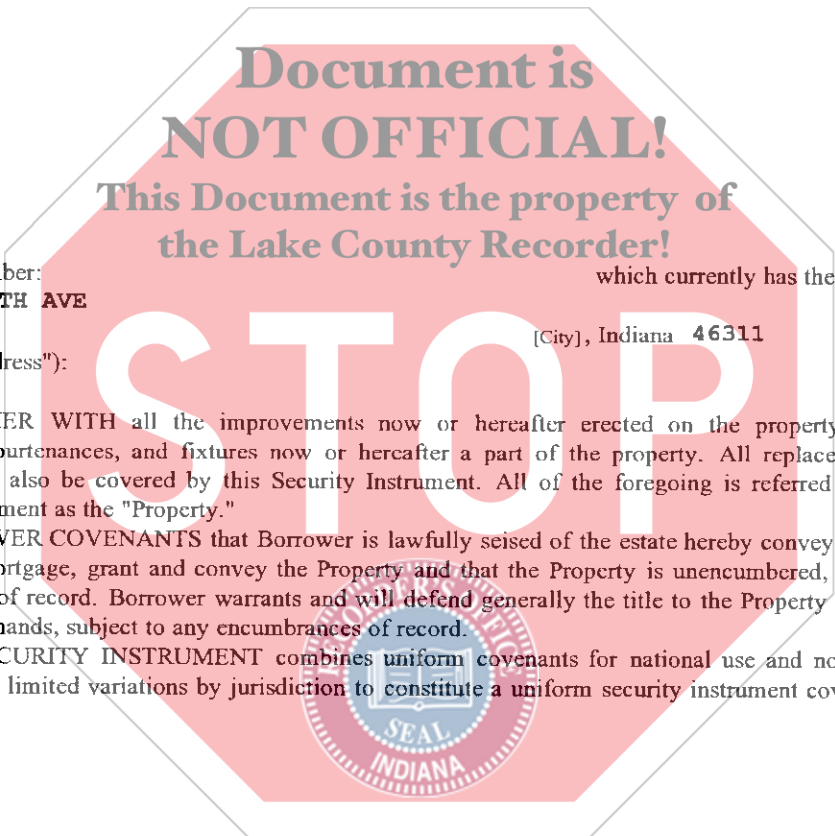 Document is
NOT OFFICIAL!
This Document is the property of
the Lake County Recorder!
ber: which currently has the
TH AVE
[City], Indiana 46311
ress"):
STOP
ER WITH all the improvements now or hereafter erected on the property
urtenances, and fixtures now or hereafter a part of the property. All replace
also be covered by this Security Instrument. All of the foregoing is referred
ment as the "Property."
VER COVENANTS that Borrower is lawfully seised of the estate hereby convey
rtgage, grant and convey the Property and that the Property is unencumbered,
of record. Borrower warrants and will defend generally the title to the Property
nands, subject to any encumbrances of record.
CURITY INSTRUMENT combines uniform covenants for national use and no
limited variations by jurisdiction to constitute a uniform security instrument cov
RECORDER'S OFFICE
SEAL
INDIANA